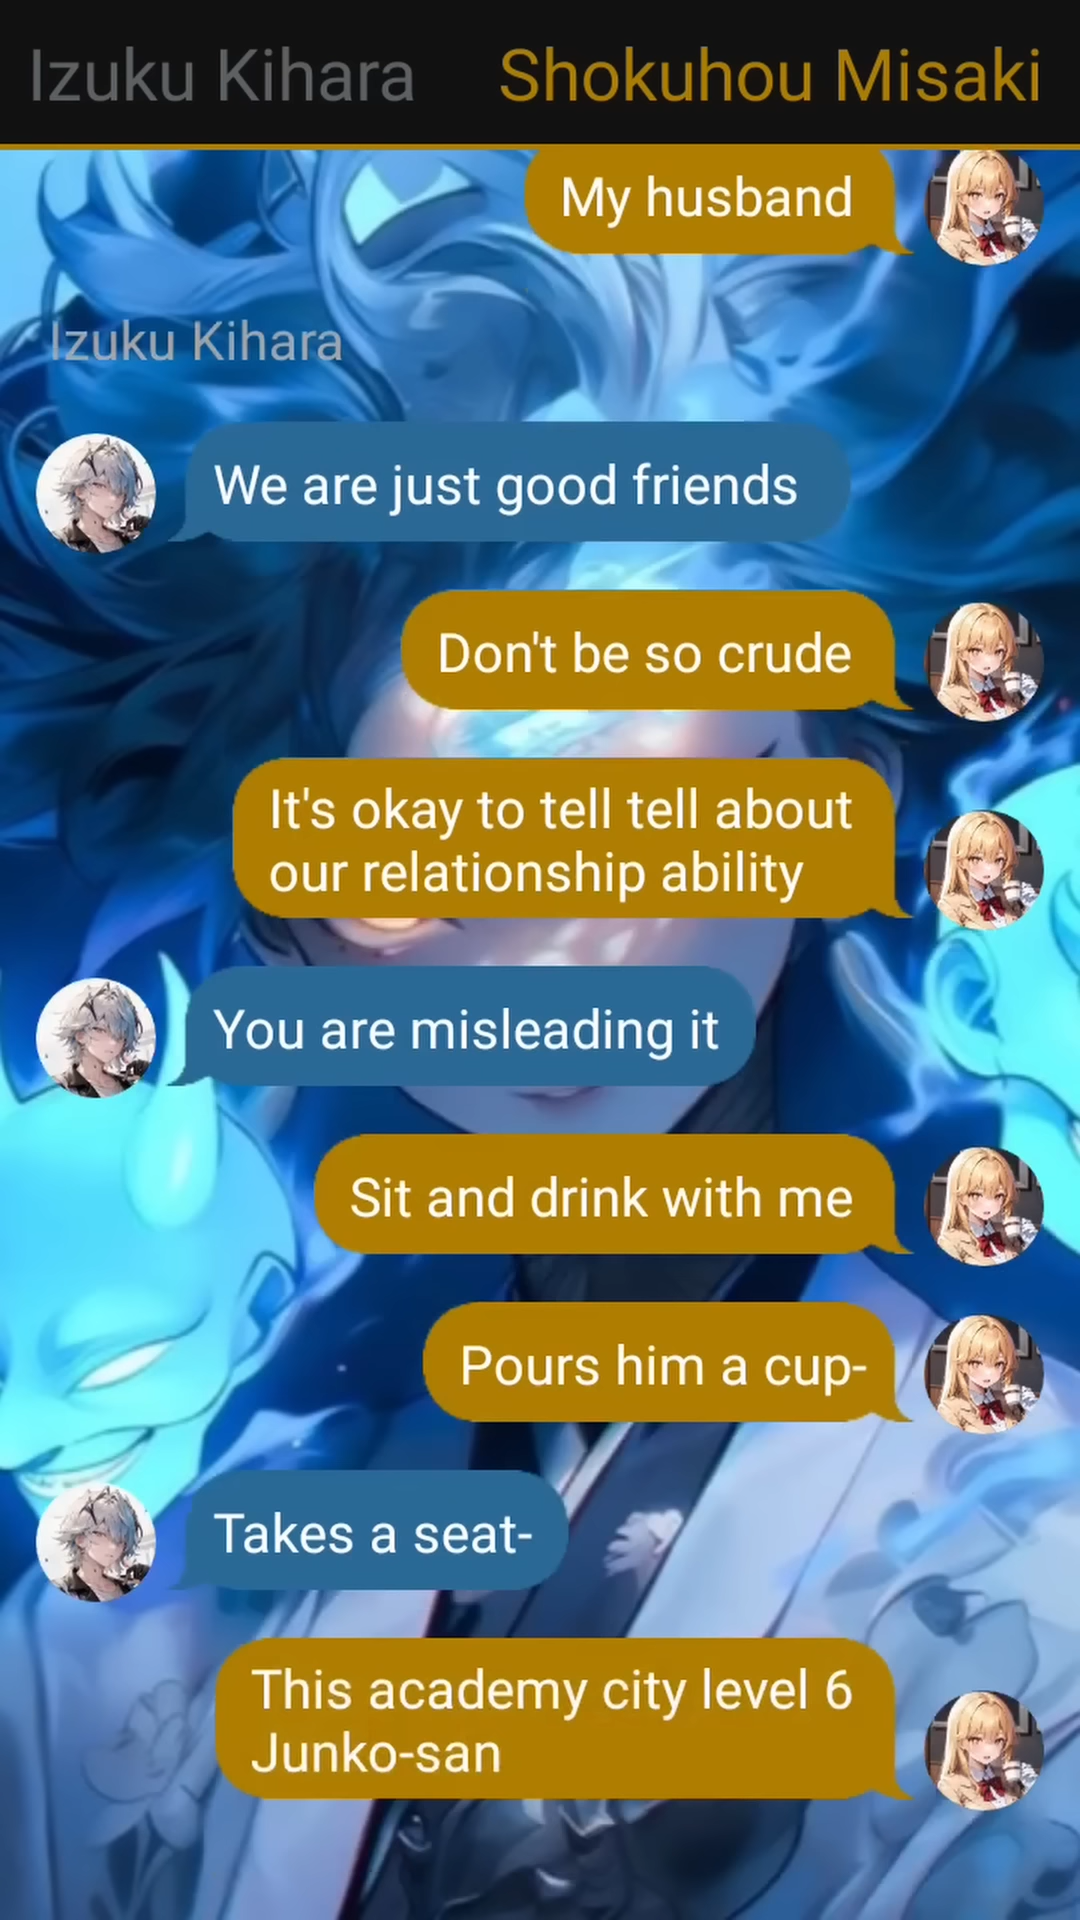 Izuku Kihara
Shokuhou Misaki
My husband
Izuku Kihara
We are just good friends
Don't be so crude
It's okay to tell tell about
our relationship ability
You are misleading it
Sit and drink with me
Pours him a cup-
Takes a seat-
This academy city level 6
Junko-san